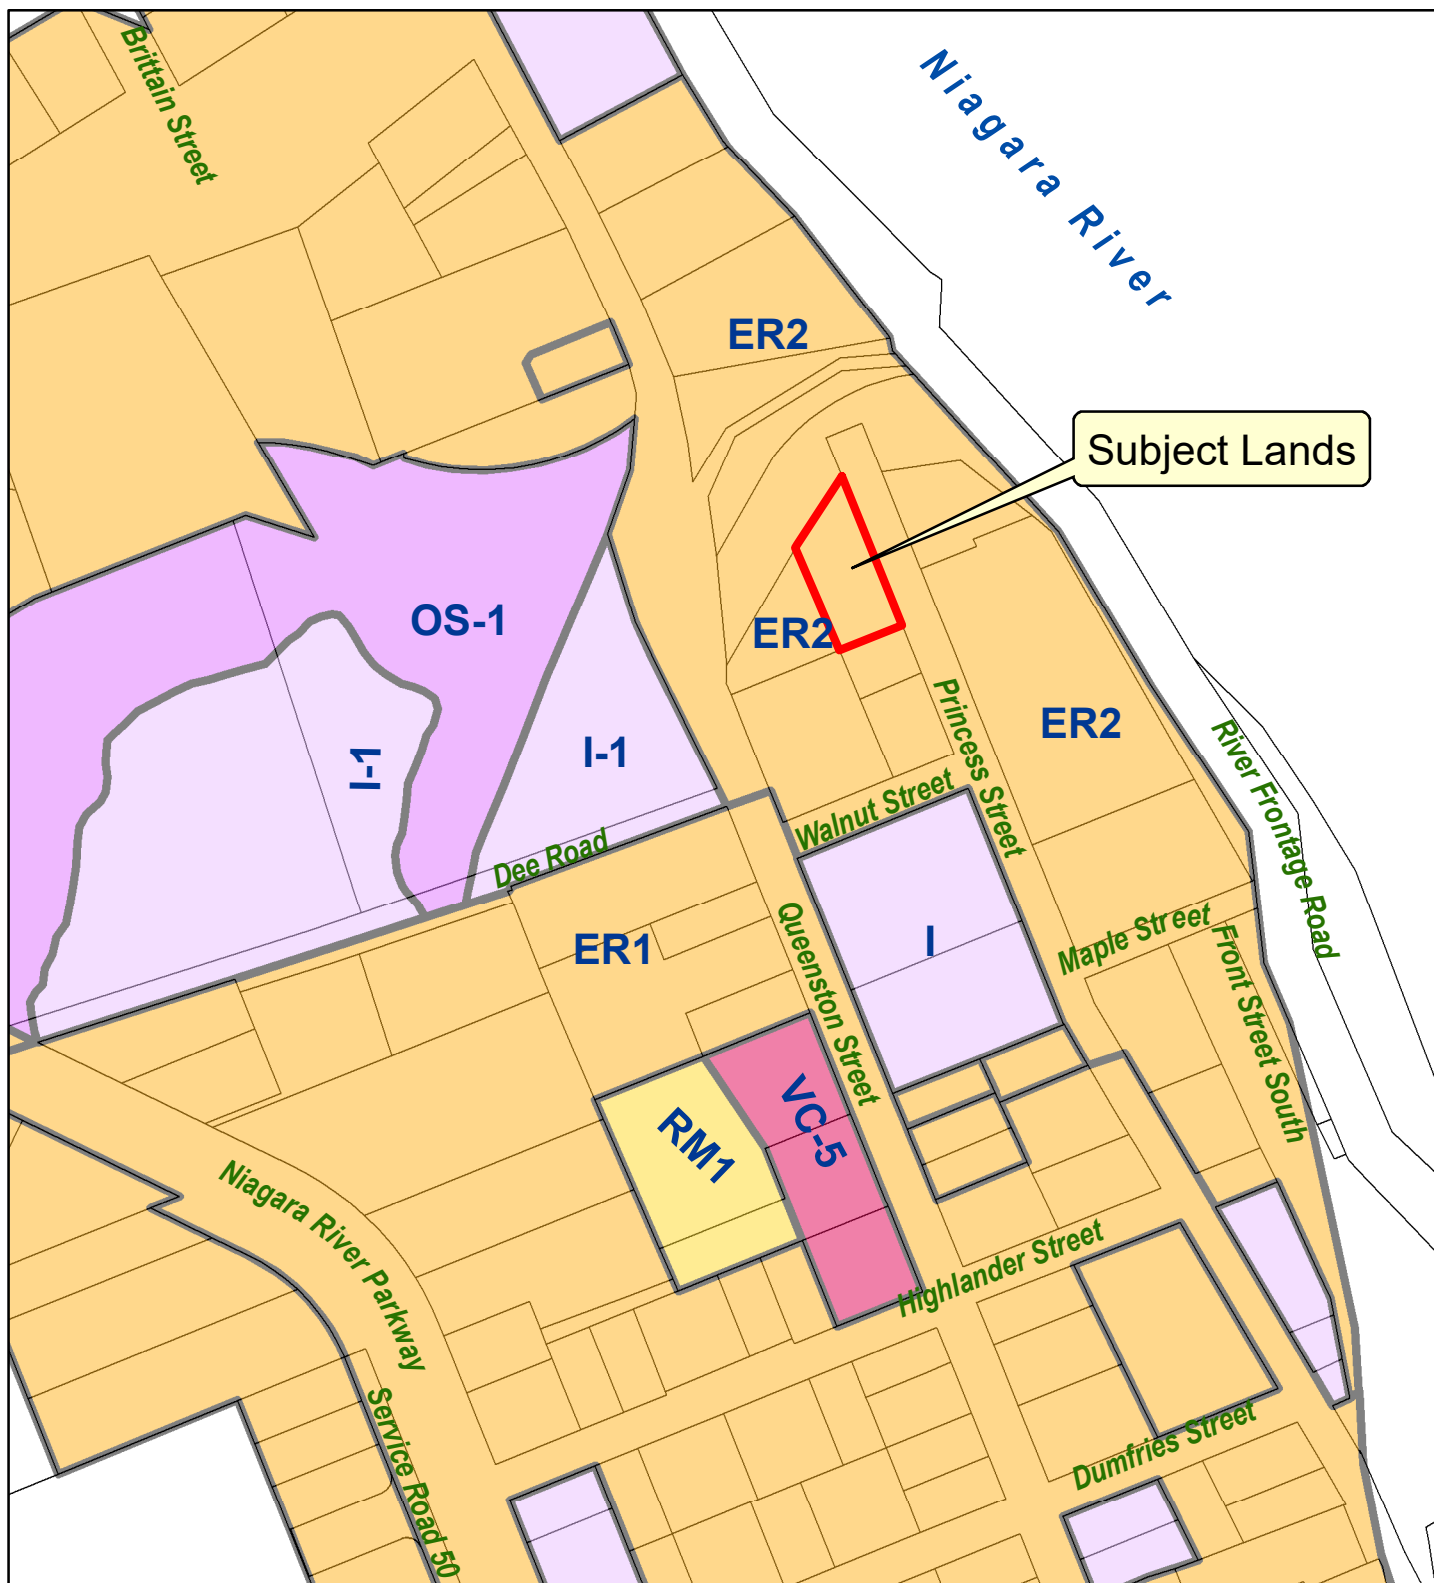 Brittain Street
Niagara River
ER2
Subject Lands
OS-1
ER2
I-1
I-1
Princess Street
ER2
River Frontage Road
Walnut Street
Dee Road
ER1
Queenston Street
I
Maple Street
Front Street South
RM1
VC-5
Niagara River Parkway
Highlander Street
Service Road 50
Dumfries Street